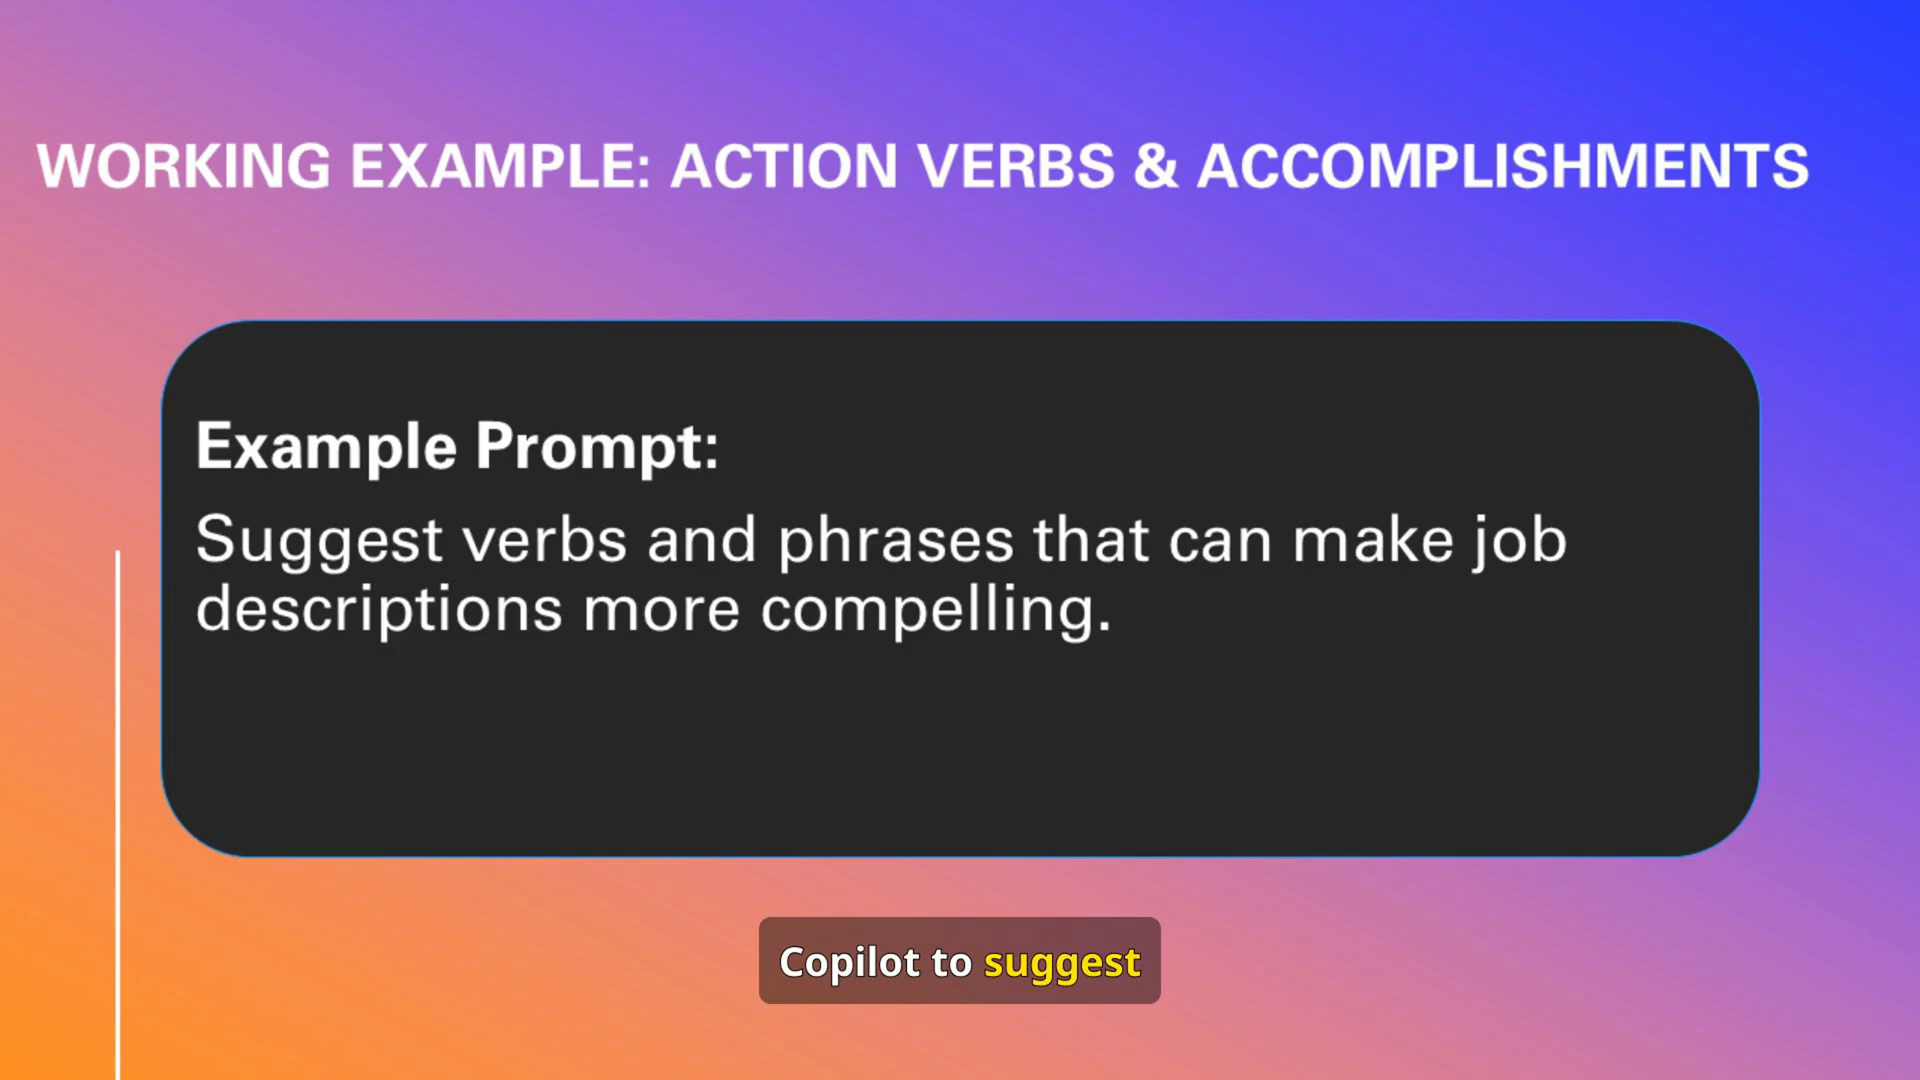 WORKING EXAMPLE: ACTION VERBS & ACCOMPLISHMENTS
Example Prompt:
Suggest verbs and phrases that can make job
descriptions more compelling.
Copilot to suggest